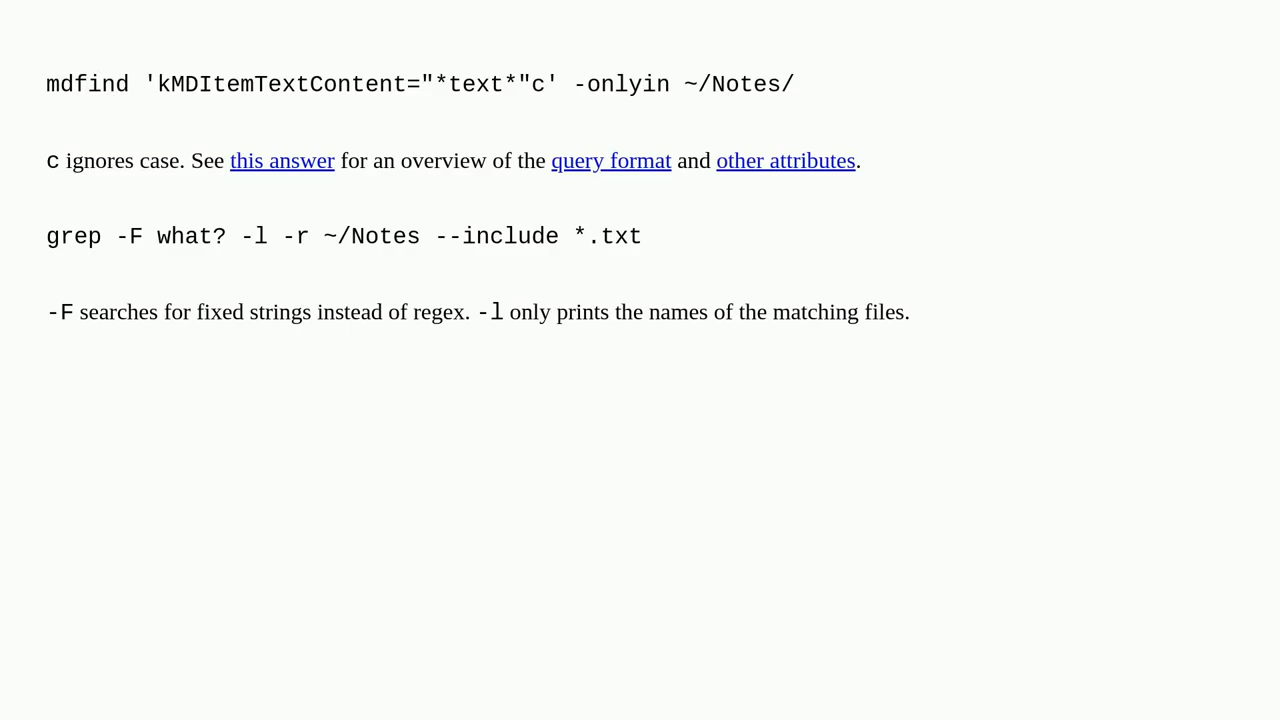 mdfind 'kMDItemTextContent="*text*"c' -onlyin ~/Notes/
c ignores case. See this answer for an overview of the query format and other attributes.
grep -F what? -l -r ~/Notes --include *.txt
-F searches for fixed strings instead of regex. -l only prints the names of the matching files.